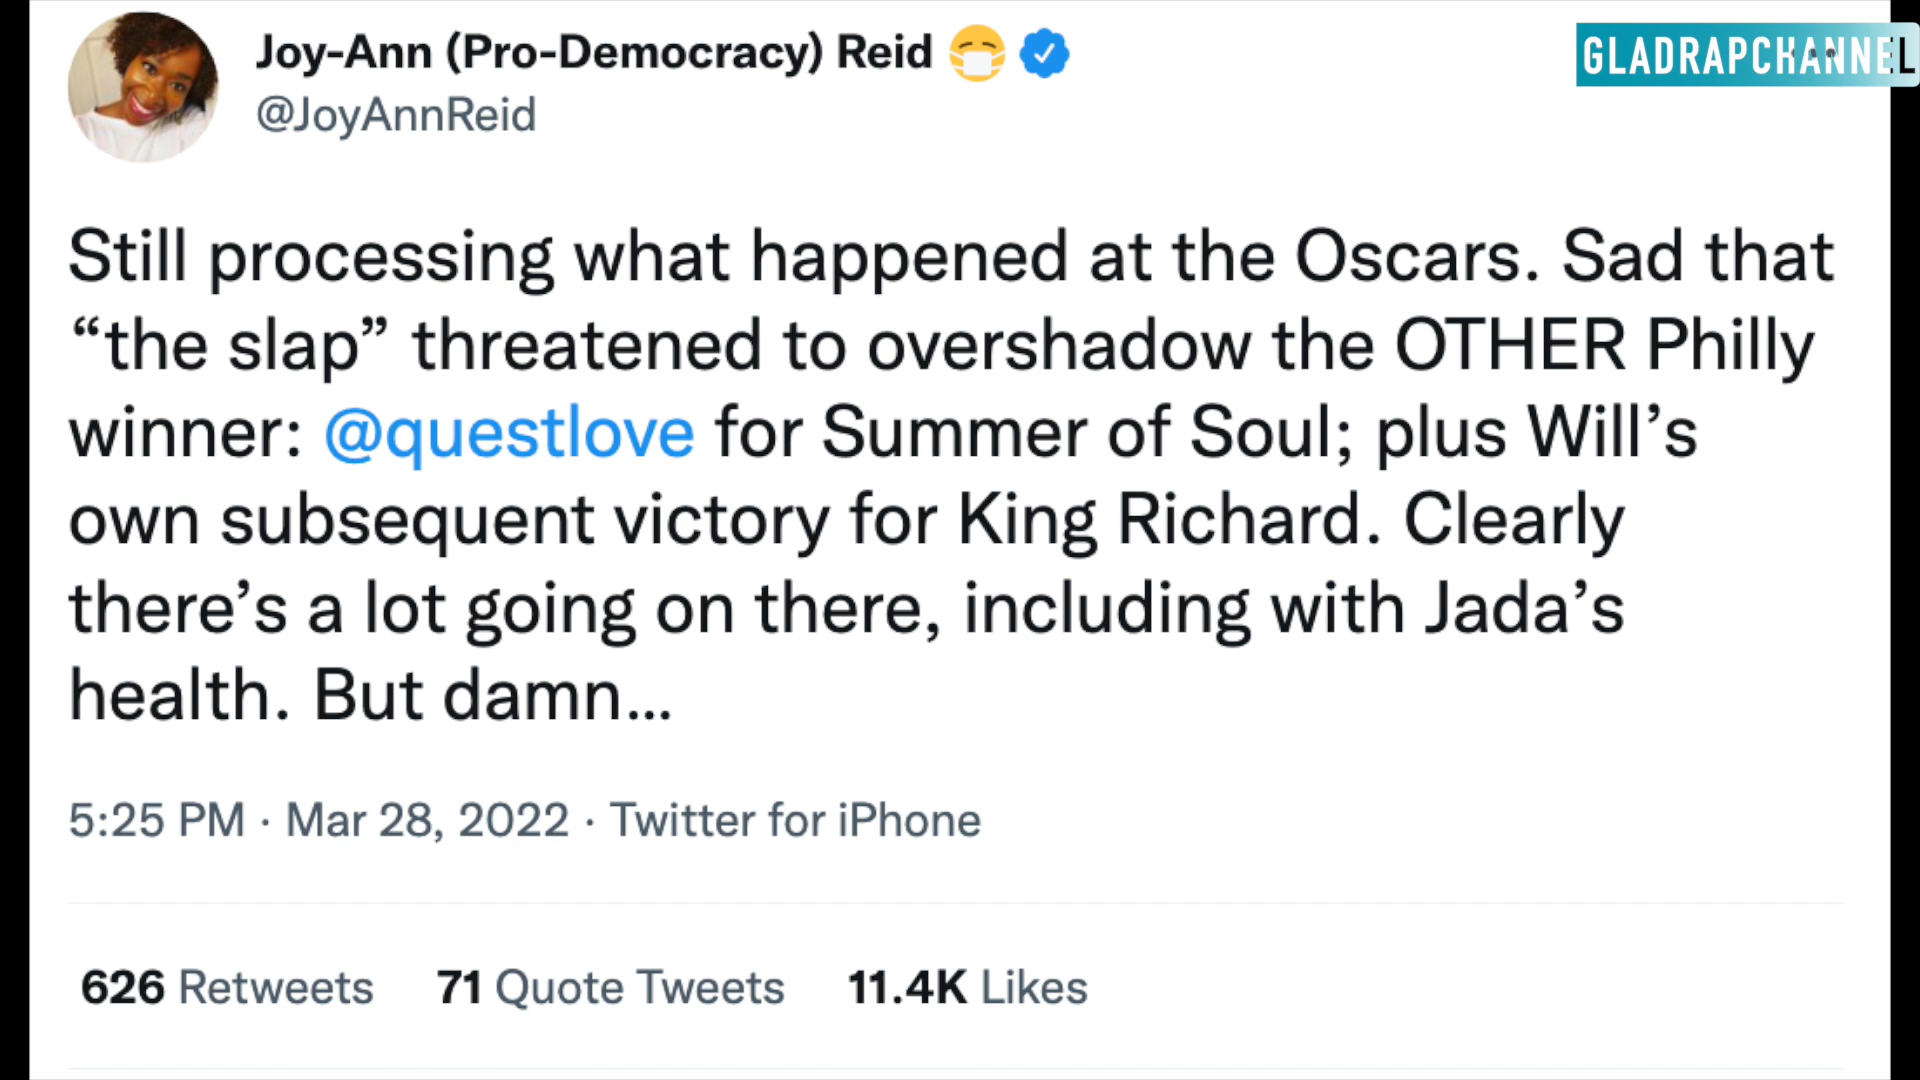 Joy-Ann (Pro-Democracy) Reid 😷
@JoyAnnReid
GLADRAPCHANNEL
Still processing what happened at the Oscars. Sad that
“the slap” threatened to overshadow the OTHER Philly
winner: @questlove for Summer of Soul; plus Will’s
own subsequent victory for King Richard. Clearly
there’s a lot going on there, including with Jada’s
health. But damn…
5:25 PM · Mar 28, 2022 · Twitter for iPhone
626 Retweets 71 Quote Tweets 11.4K Likes